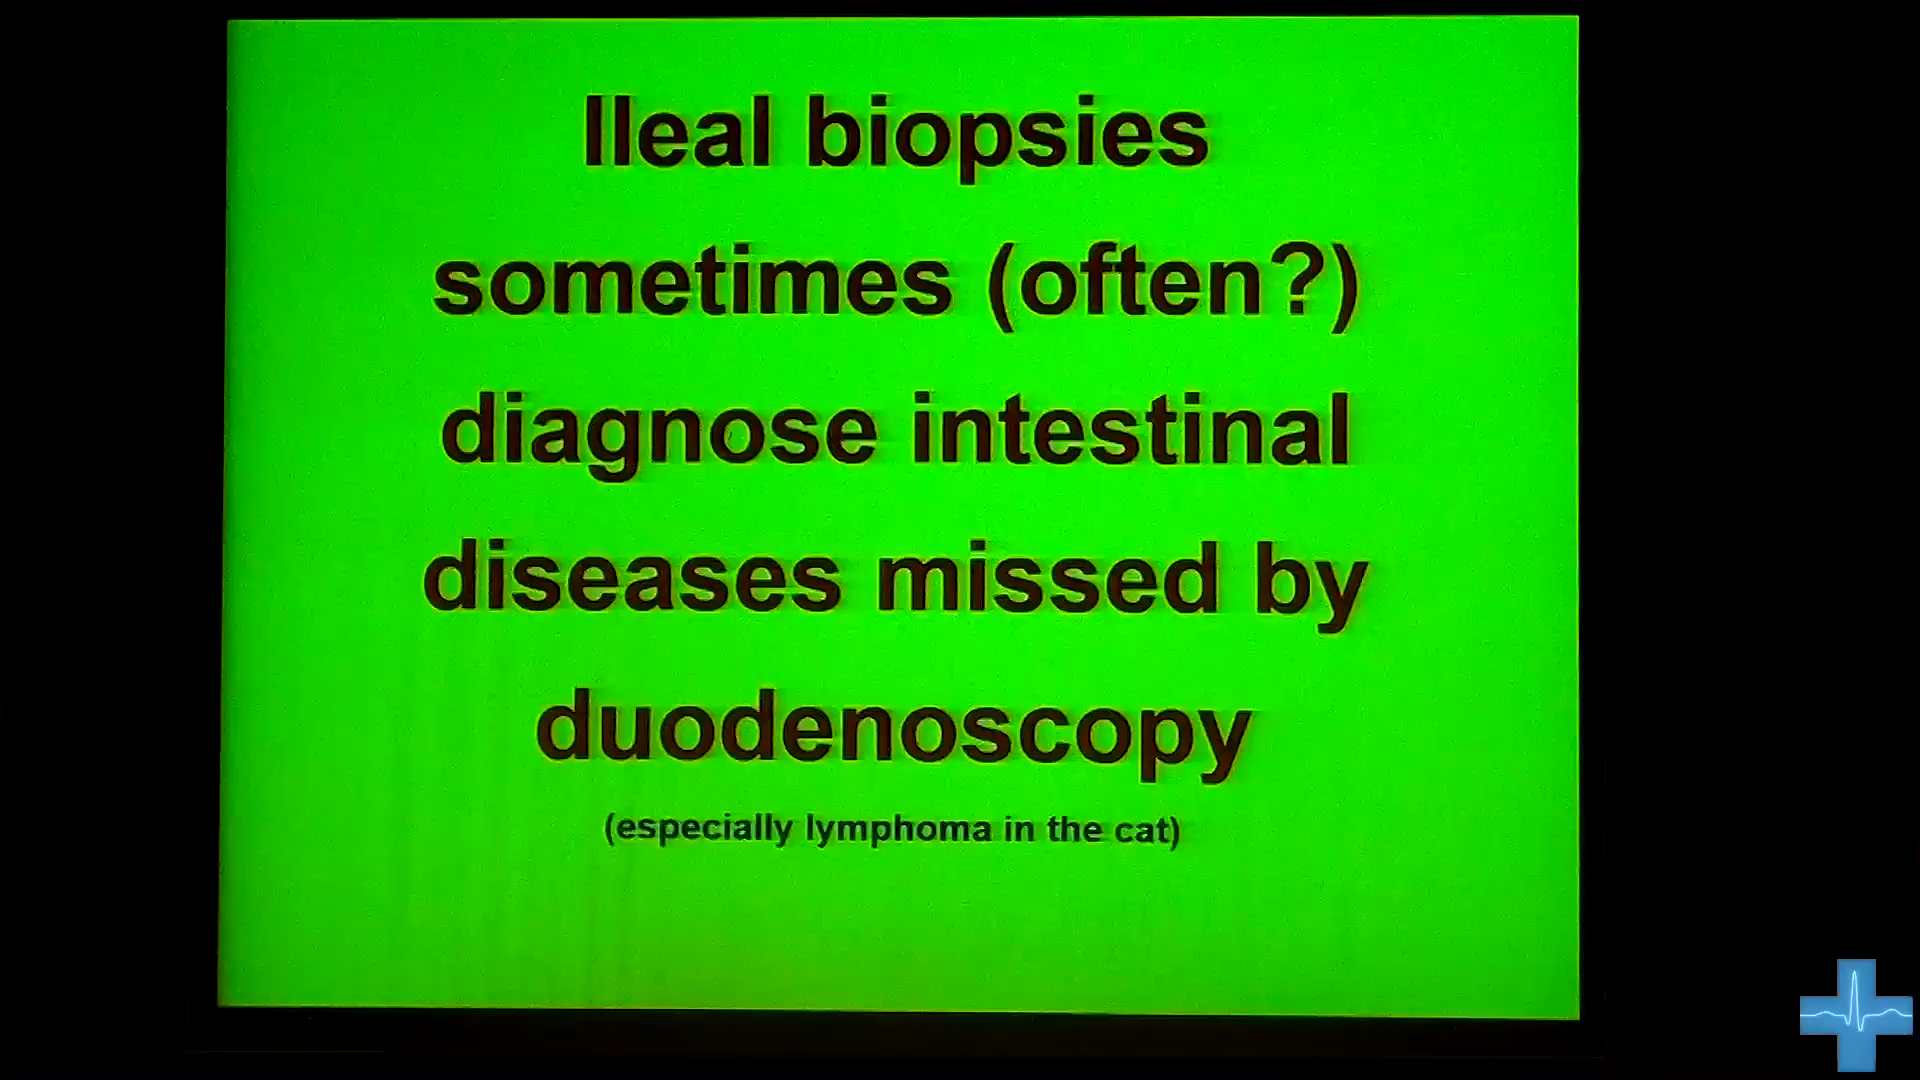 Ileal biopsies
sometimes (often?)
diagnose intestinal
diseases missed by
duodenoscopy
(especially lymphoma in the cat)